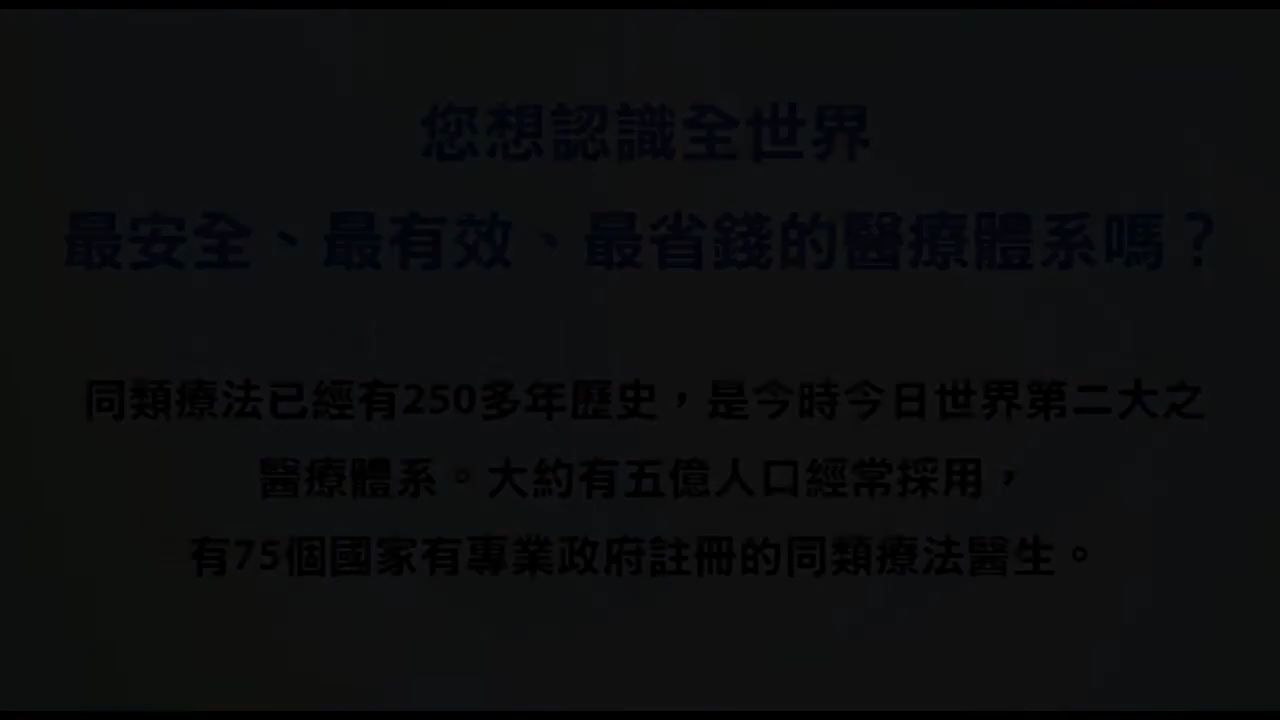 您想認識全世界
最安全、最有效、最省錢的醫療體系嗎？
同類療法已經有250多年歷史，是今時今日世界第二大之
醫療體系。大約有五億人口經常採用，
有75個國家有專業政府註冊的同類療法醫生。